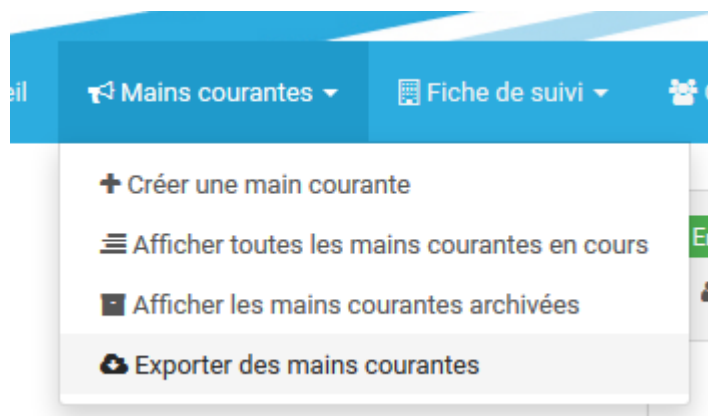 Mains courantes
Fiche de suivi
Créer une main courante
Afficher toutes les mains courantes en cours
Afficher les mains courantes archivées
Exporter des mains courantes